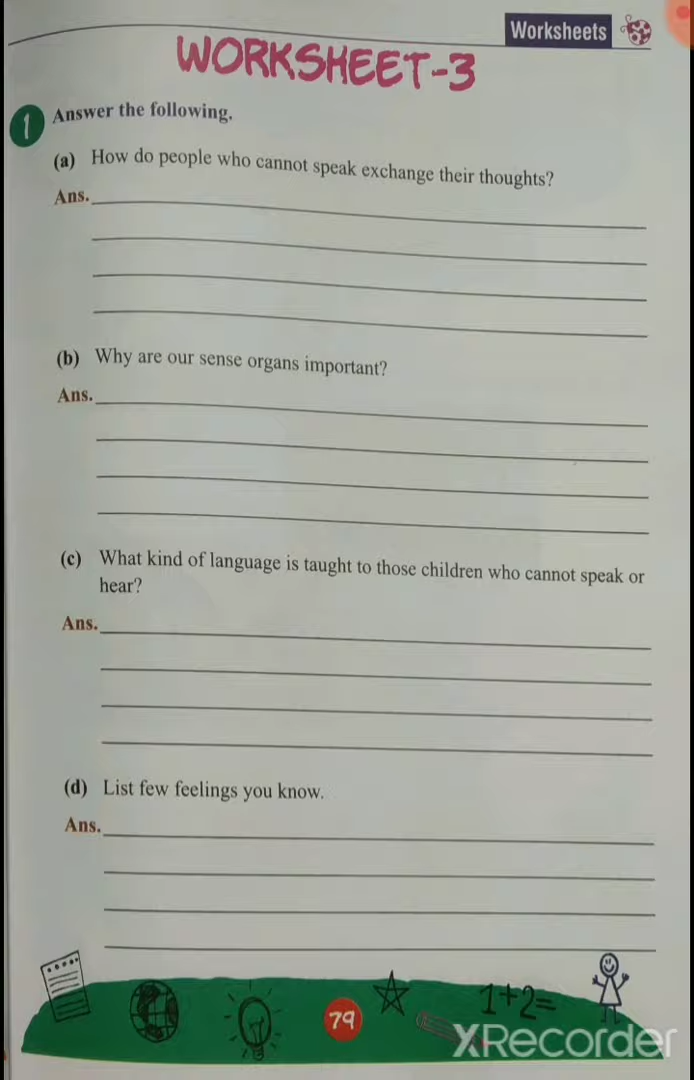 Worksheets
WORKSHEET-3
1 Answer the following.
(a) How do people who cannot speak exchange their thoughts?
Ans.
(b) Why are our sense organs important?
Ans.
(c) What kind of language is taught to those children who cannot speak or
hear?
Ans.
(d) List few feelings you know.
Ans.
1+2=
79
XRecorder